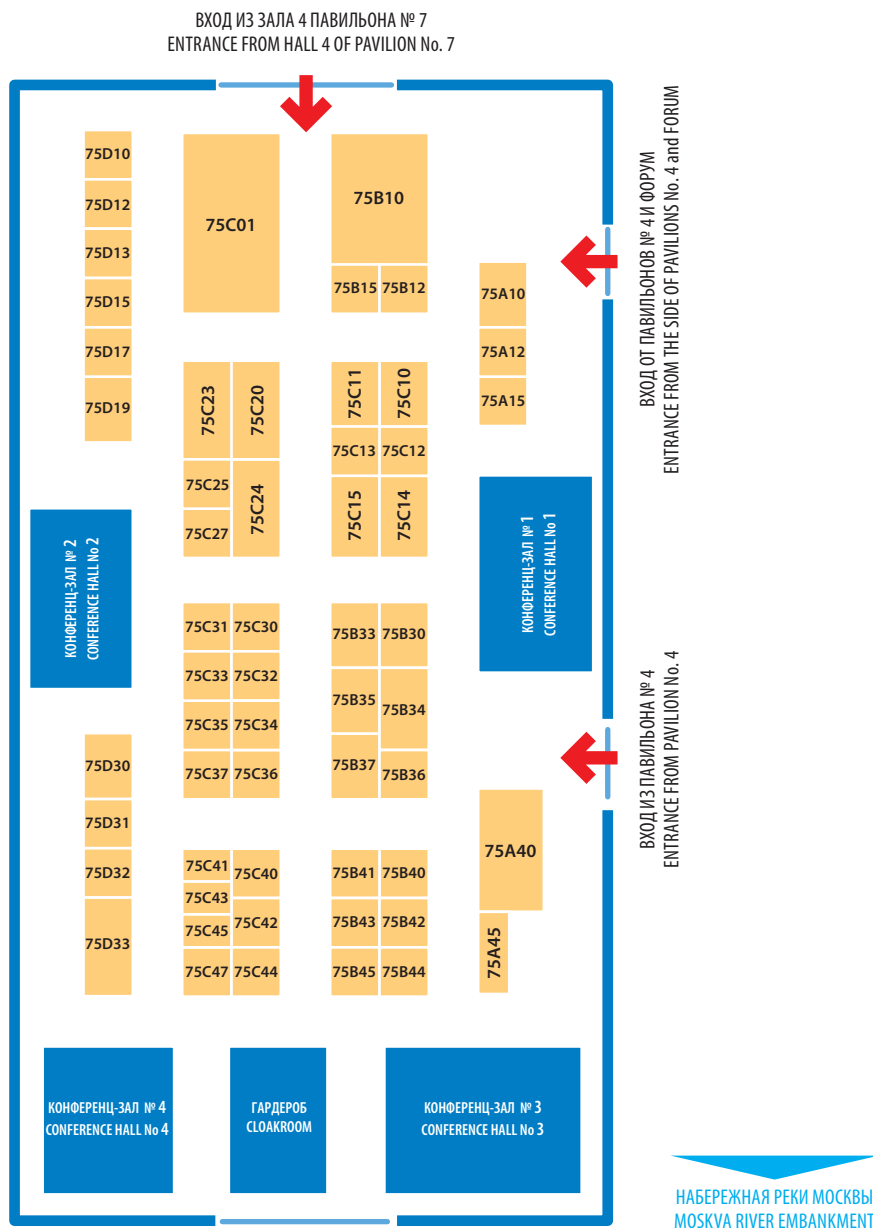 ВХОД ИЗ ЗАЛА 4 ПАВИЛЬОНА № 7
ENTRANCE FROM HALL 4 OF PAVILION No. 7
75D10
75D12
75D13
75D15
75D17
75D19
75C01
75B10
75B15 75B12
75A10
75A12
75A15
ВХОД ОТ ПАВИЛЬОНОВ № 4 И ФОРУМ
ENTRANCE FROM THE SIDE OF PAVILIONS No. 4 and FORUM
75C23
75C20
75C25
75C24
75C27
75C11
75C10
75C13 75C12
75C15
75C14
КОНФЕРЕНЦ-ЗАЛ № 2
CONFERENCE HALL No 2
КОНФЕРЕНЦ-ЗАЛ № 1
CONFERENCE HALL No 1
75C31 75C30
75C33 75C32
75C35 75C34
75C37 75C36
75B33 75B30
75B35
75B34
75B37
75B36
ВХОД ИЗ ПАВИЛЬОНА № 4
ENTRANCE FROM PAVILION No. 4
75D30
75D31
75D32
75D33
75C41
75C40
75C43
75C42
75C45
75C47 75C44
75B41 75B40
75B43 75B42
75B45 75B44
75A40
75A45
КОНФЕРЕНЦ-ЗАЛ № 4
CONFERENCE HALL No 4
ГАРДЕРОБ
CLOAKROOM
КОНФЕРЕНЦ-ЗАЛ № 3
CONFERENCE HALL No 3
НАБЕРЕЖНАЯ РЕКИ МОСКВЫ
MOSKVA RIVER EMBANKMENT